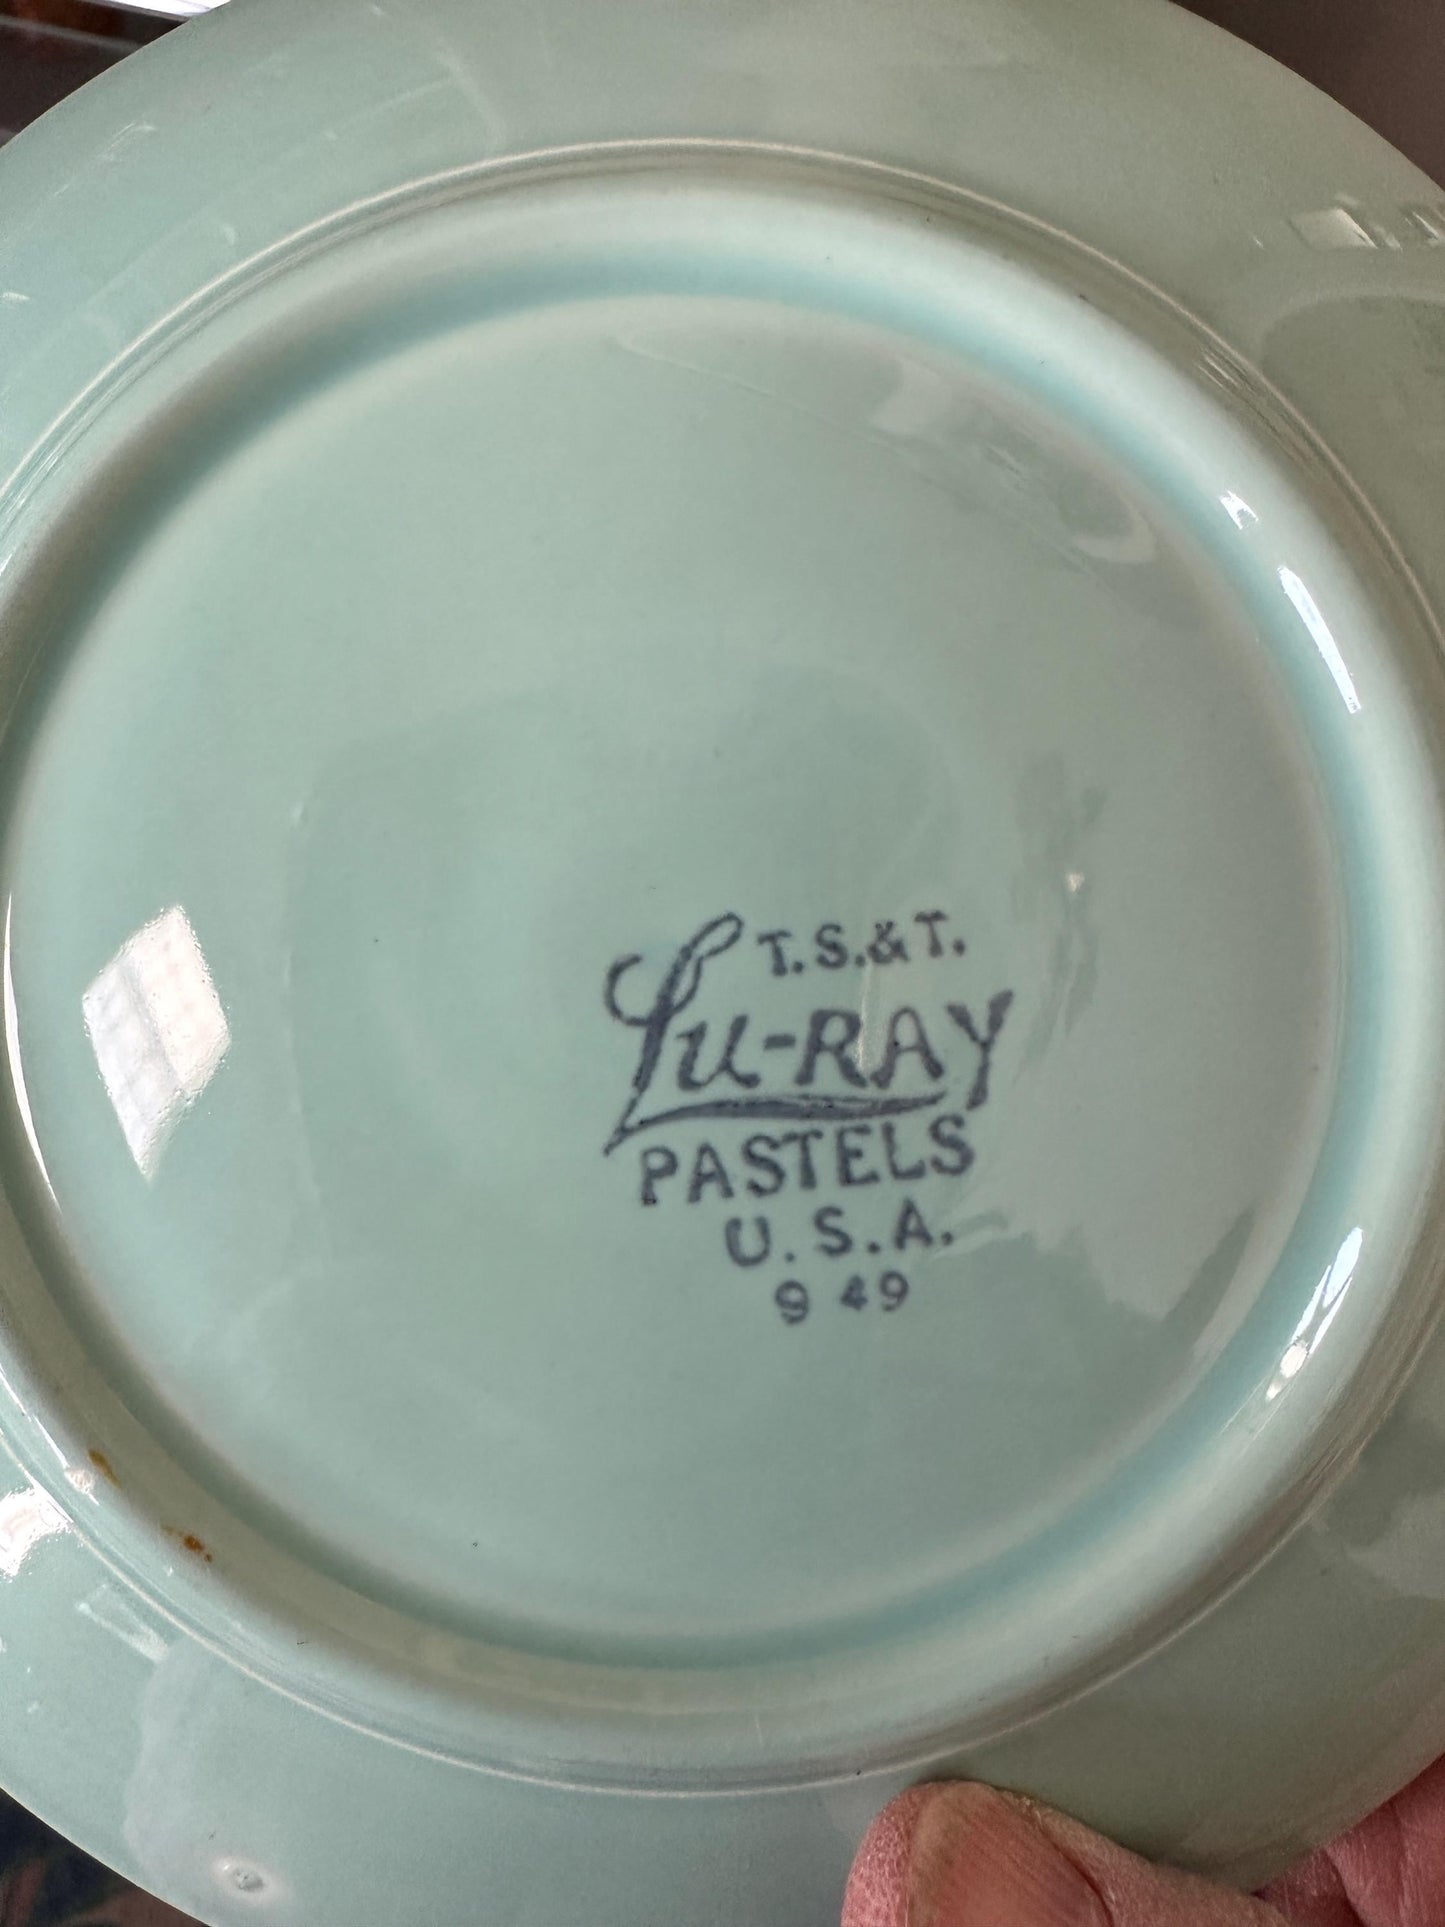 T.S.&T.
Lu-RAY
PASTELS
U.S.A.
9 49